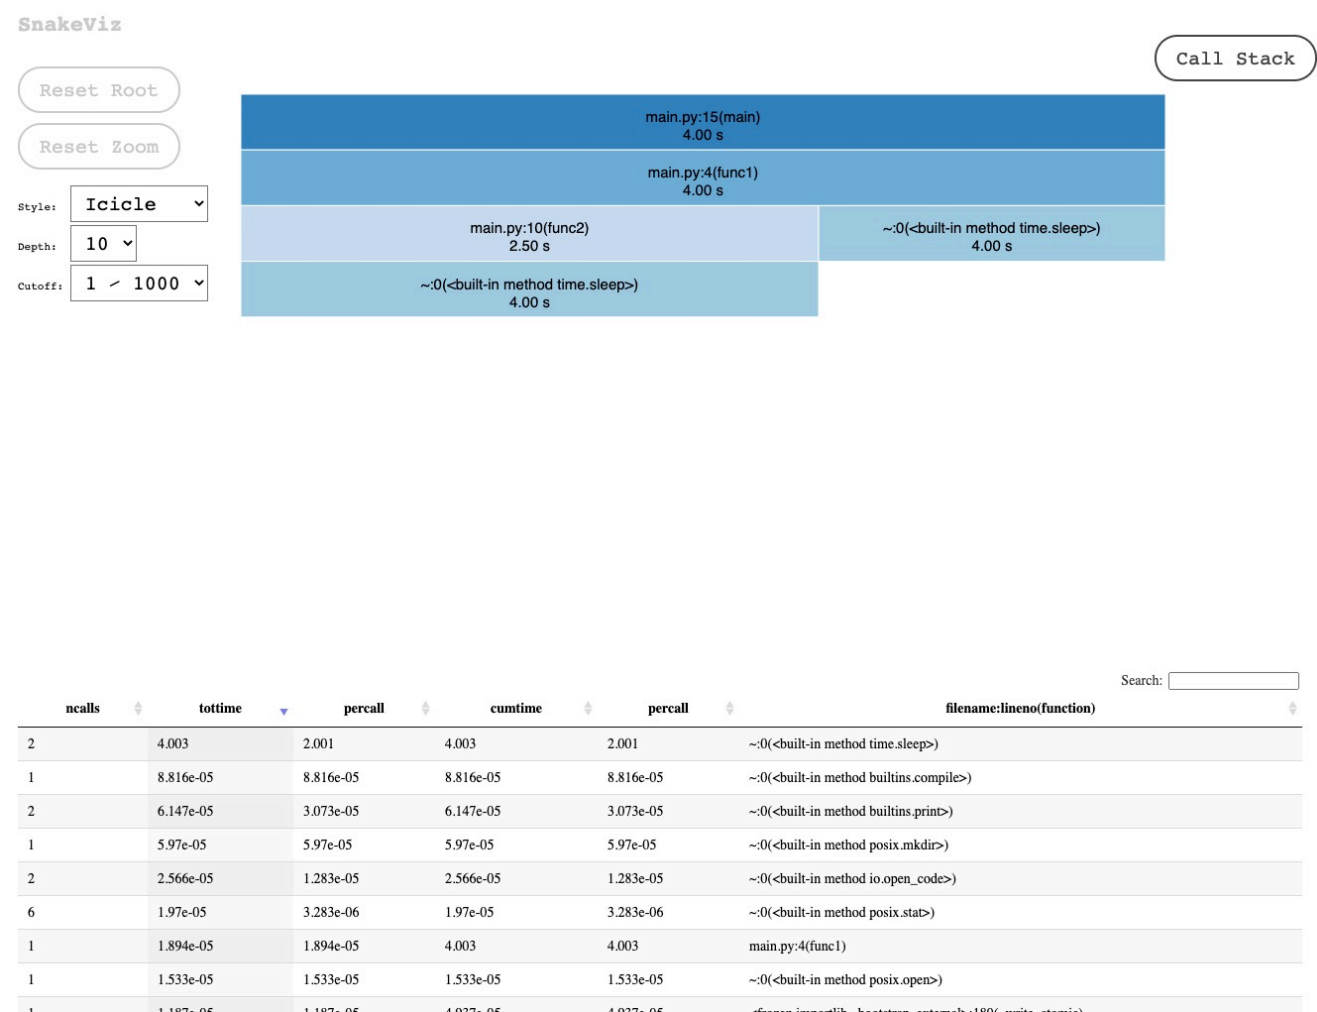 SnakeViz
Call Stack
Reset Root
Reset Zoom
Style: Icicle
Depth: 10
Cutoff: 1 ⁄ 1000
main.py:15(main)
4.00 s
main.py:4(func1)
4.00 s
main.py:10(func2)
2.50 s
~:0(<built-in method time.sleep>)
4.00 s
~:0(<built-in method time.sleep>)
4.00 s
Search:
ncalls tottime percall cumtime percall filename:lineno(function)
2 4.003 2.001 4.003 2.001 ~:0(<built-in method time.sleep>)
1 8.816e-05 8.816e-05 8.816e-05 8.816e-05 ~:0(<built-in method builtins.compile>)
2 6.147e-05 3.073e-05 6.147e-05 3.073e-05 ~:0(<built-in method builtins.print>)
1 5.97e-05 5.97e-05 5.97e-05 5.97e-05 ~:0(<built-in method posix.mkdir>)
2 2.566e-05 1.283e-05 2.566e-05 1.283e-05 ~:0(<built-in method io.open_code>)
6 1.97e-05 3.283e-06 1.97e-05 3.283e-06 ~:0(<built-in method posix.stat>)
1 1.894e-05 1.894e-05 4.003 4.003 main.py:4(func1)
1 1.533e-05 1.533e-05 1.533e-05 1.533e-05 ~:0(<built-in method posix.open>)